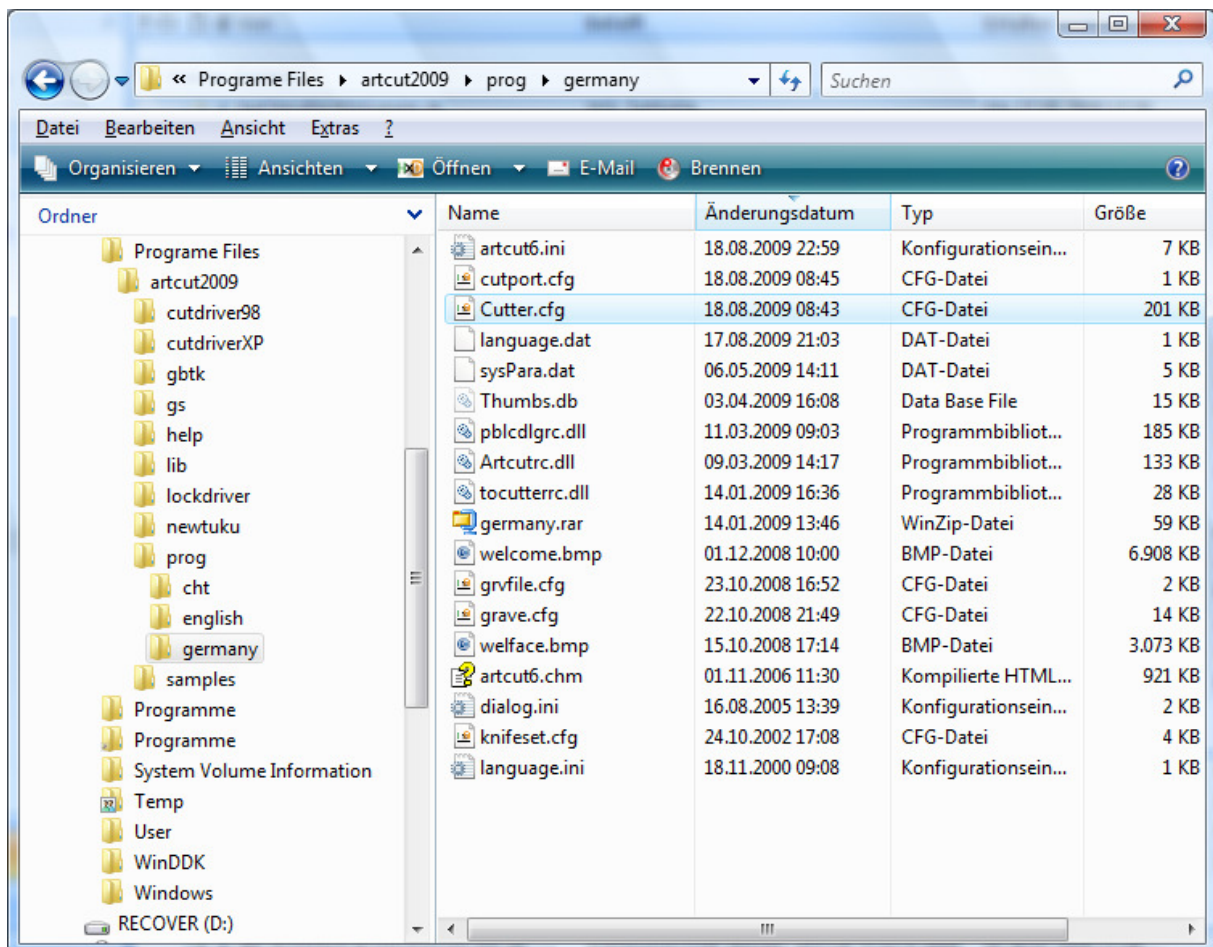 « Programe Files ▸ artcut2009 ▸ prog ▸ germany
Suchen
Datei Bearbeiten Ansicht Extras ?
Organisieren Ansichten Öffnen E-Mail Brennen
Ordner
Programe Files
artcut2009
cutdriver98
cutdriverXP
gbtk
gs
help
lib
lockdriver
newtuku
prog
cht
english
germany
samples
Programme
Programme
System Volume Information
Temp
User
WinDDK
Windows
RECOVER (D:)
Name Änderungsdatum Typ Größe
artcut6.ini 18.08.2009 22:59 Konfigurationsein... 7 KB
cutport.cfg 18.08.2009 08:45 CFG-Datei 1 KB
Cutter.cfg 18.08.2009 08:43 CFG-Datei 201 KB
language.dat 17.08.2009 21:03 DAT-Datei 1 KB
sysPara.dat 06.05.2009 14:11 DAT-Datei 5 KB
Thumbs.db 03.04.2009 16:08 Data Base File 15 KB
pblcdlgrc.dll 11.03.2009 09:03 Programmbibliot... 185 KB
Artcutrc.dll 09.03.2009 14:17 Programmbibliot... 133 KB
tocutterrc.dll 14.01.2009 16:36 Programmbibliot... 28 KB
germany.rar 14.01.2009 13:46 WinZip-Datei 59 KB
welcome.bmp 01.12.2008 10:00 BMP-Datei 6.908 KB
grvfile.cfg 23.10.2008 16:52 CFG-Datei 2 KB
grave.cfg 22.10.2008 21:49 CFG-Datei 14 KB
welface.bmp 15.10.2008 17:14 BMP-Datei 3.073 KB
artcut6.chm 01.11.2006 11:30 Kompilierte HTML... 921 KB
dialog.ini 16.08.2005 13:39 Konfigurationsein... 2 KB
knifeset.cfg 24.10.2002 17:08 CFG-Datei 4 KB
language.ini 18.11.2000 09:08 Konfigurationsein... 1 KB